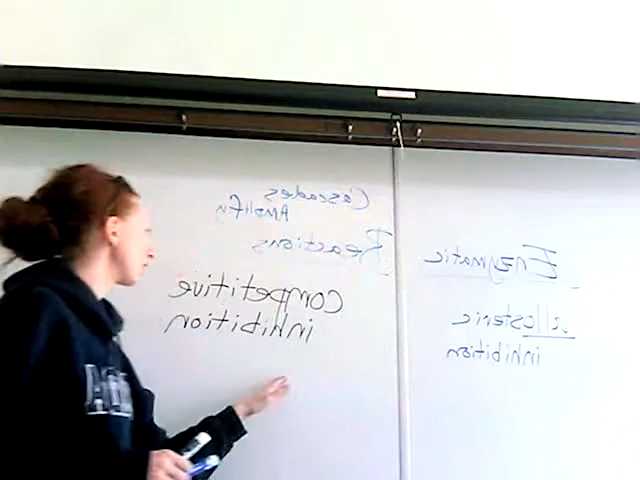 Enzymatic
allosteric
inhibition
Cascades
Amplify
Reactions
competitive
inhibition